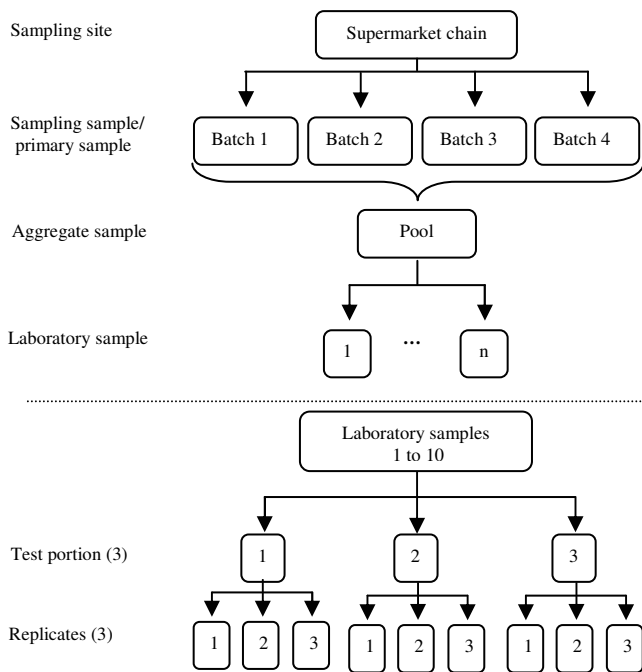 Sampling site
Supermarket chain
Sampling sample/
primary sample
Batch 1
Batch 2
Batch 3
Batch 4
Aggregate sample
Pool
Laboratory sample
1
...
n
Laboratory samples
1 to 10
Test portion (3)
1
2
3
Replicates (3)
1
2
3
1
2
3
1
2
3